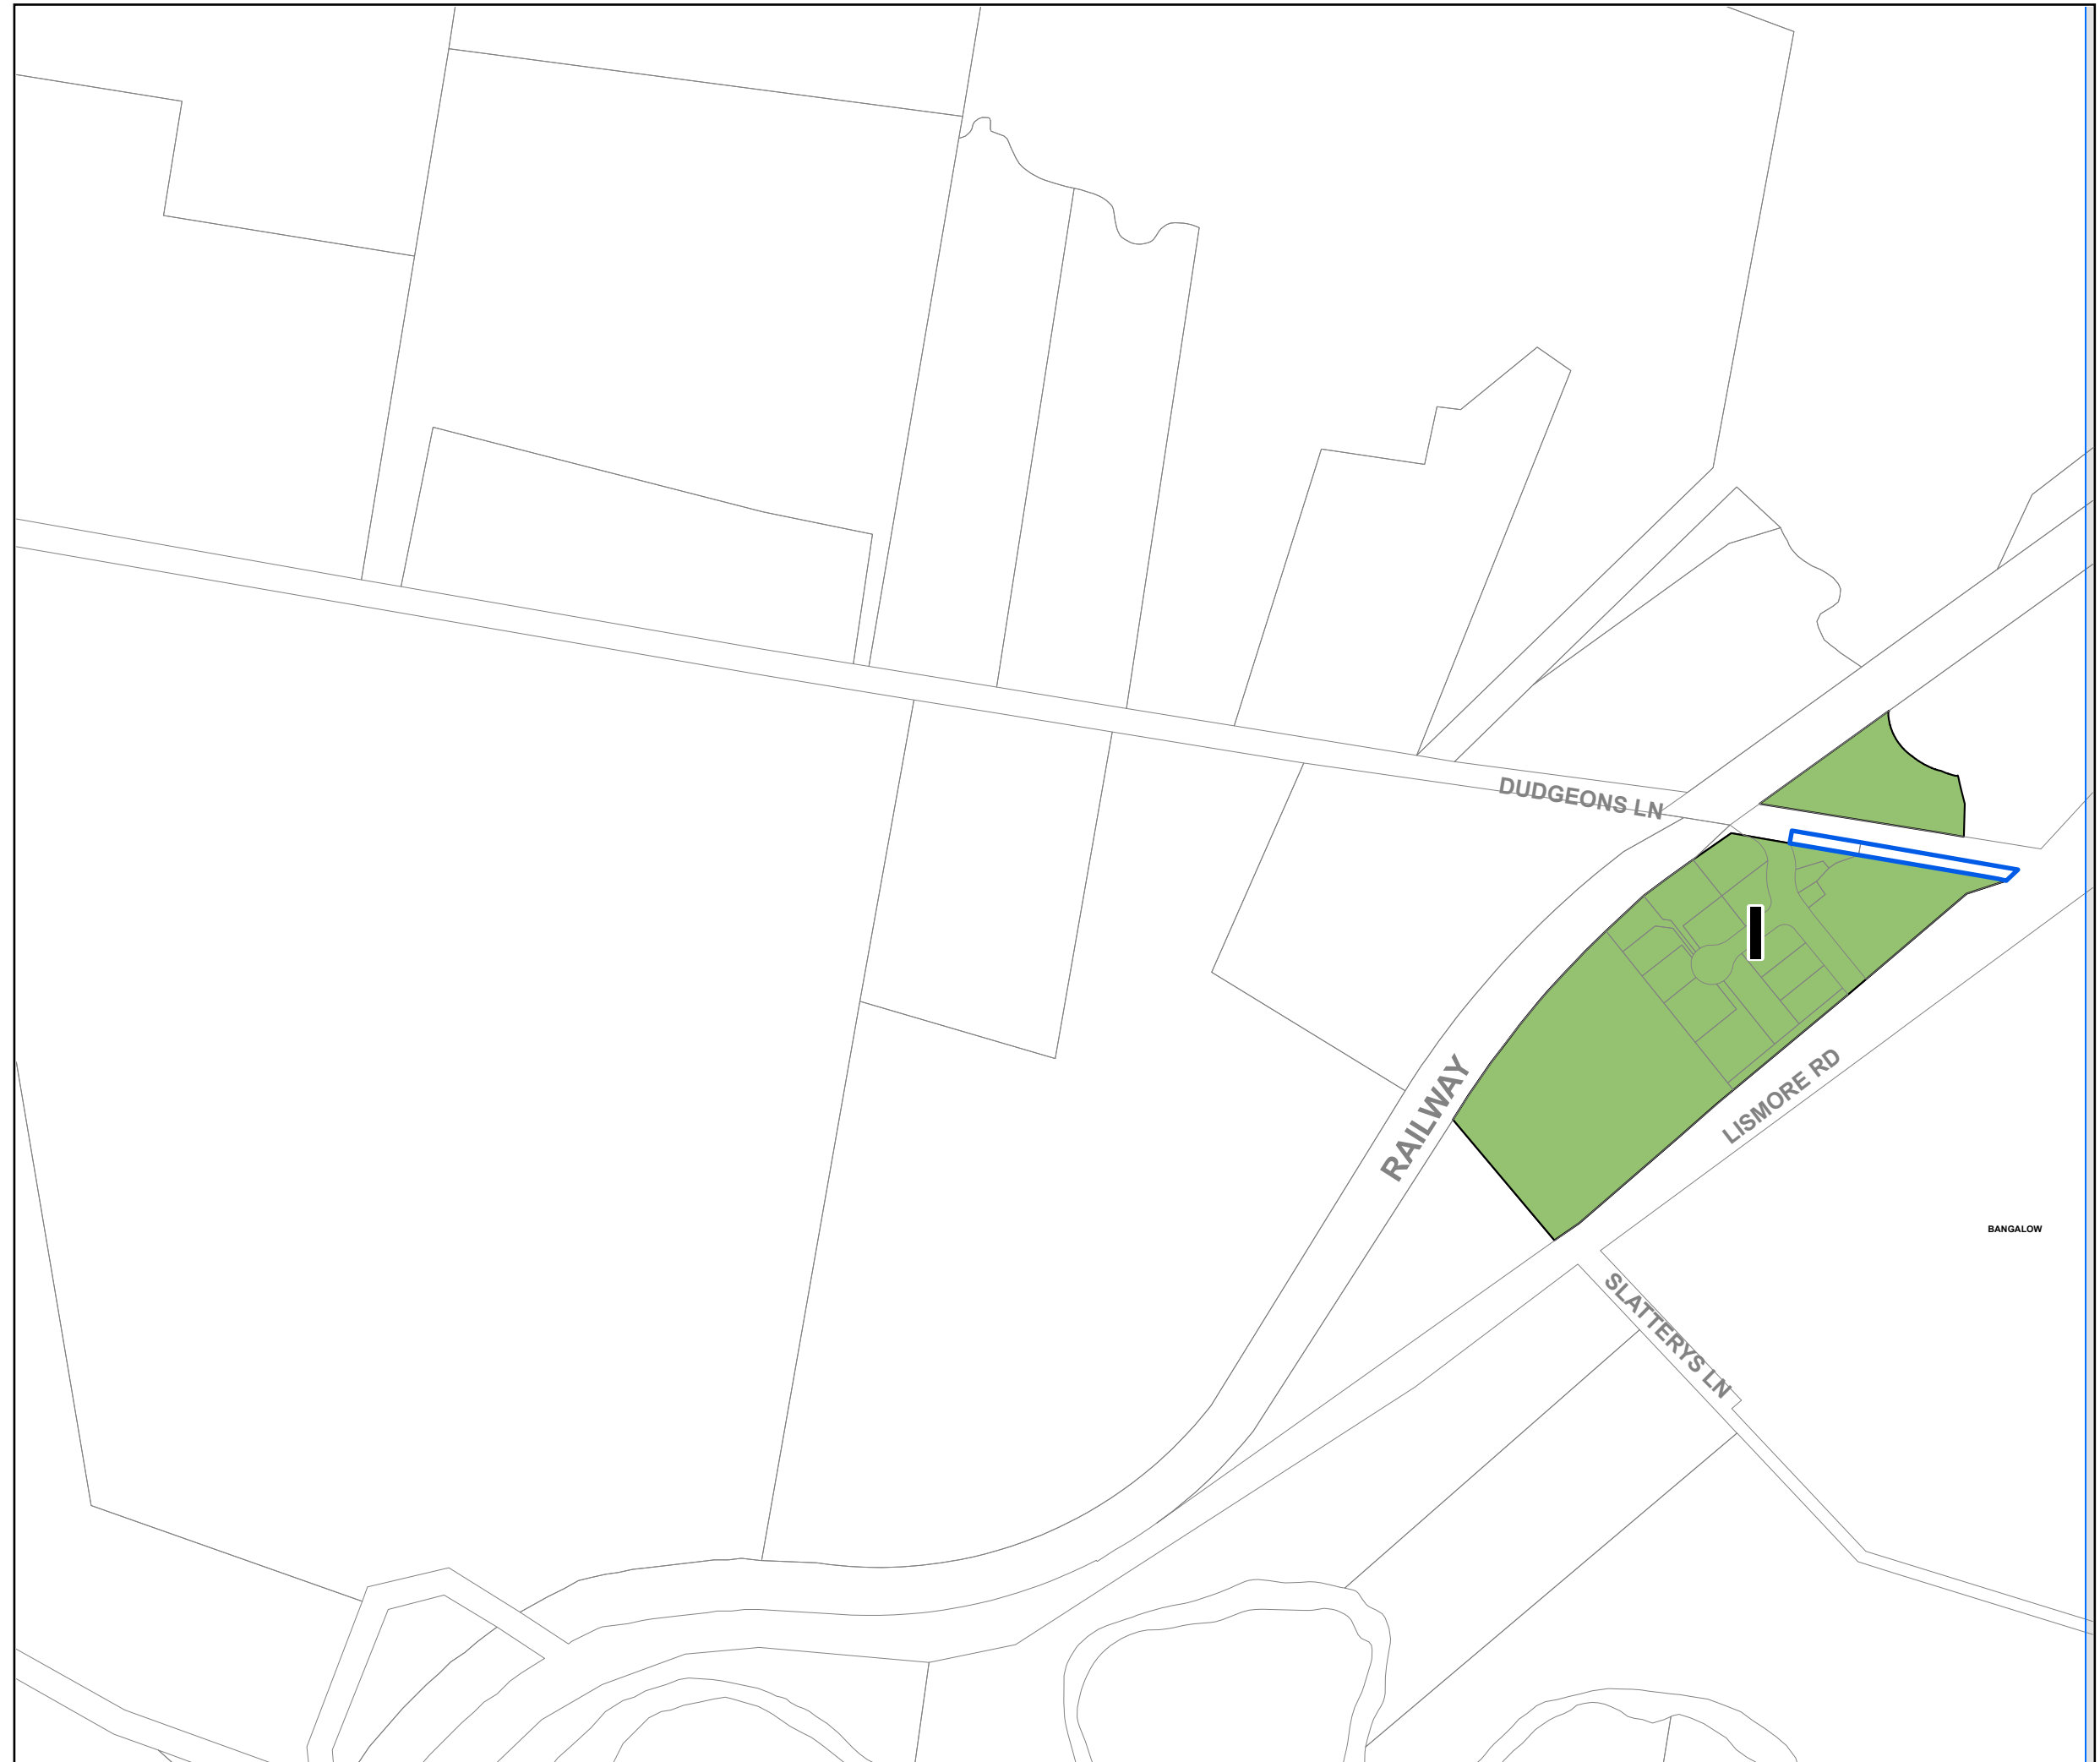 DUDGEONS LN
I
RAILWAY
LISMORE RD
BANGALOW
SLATTERYS LN